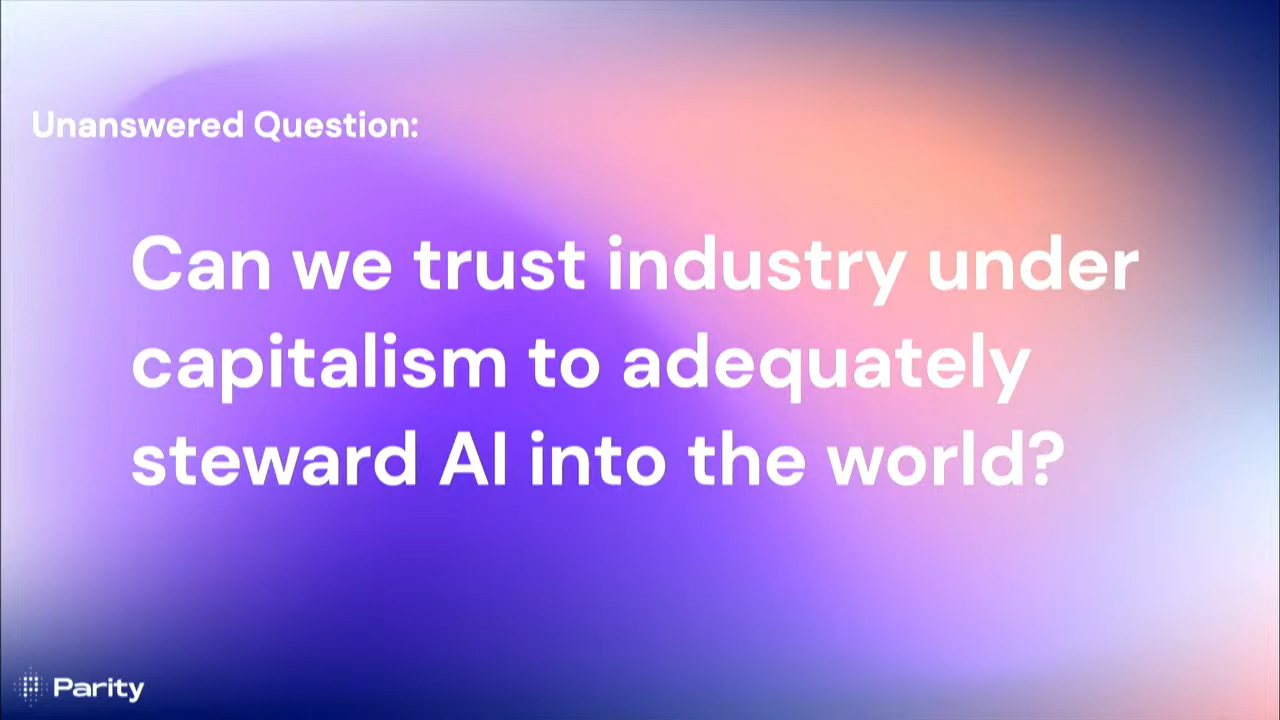 Unanswered Question:
Can we trust industry under
capitalism to adequately
steward AI into the world?
Parity